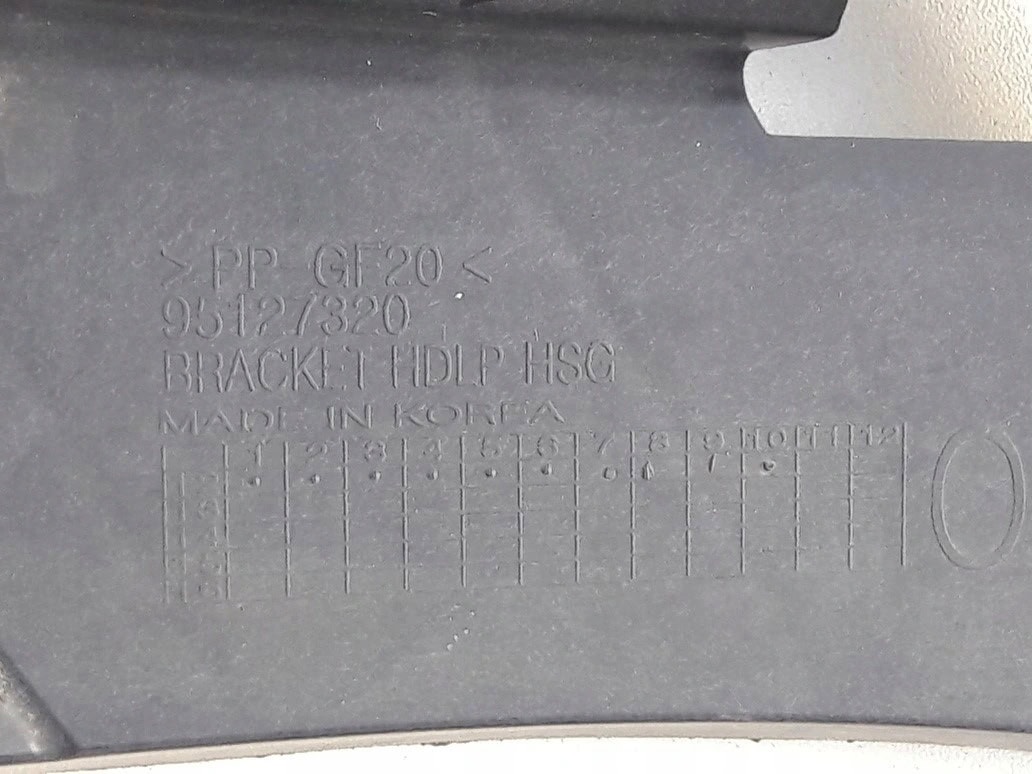 >PP-GF20<
95127320
BRACKET HDLP HSG
MADE IN KOREA
1 2 3 4 5 6 7 8 9 10 11 12